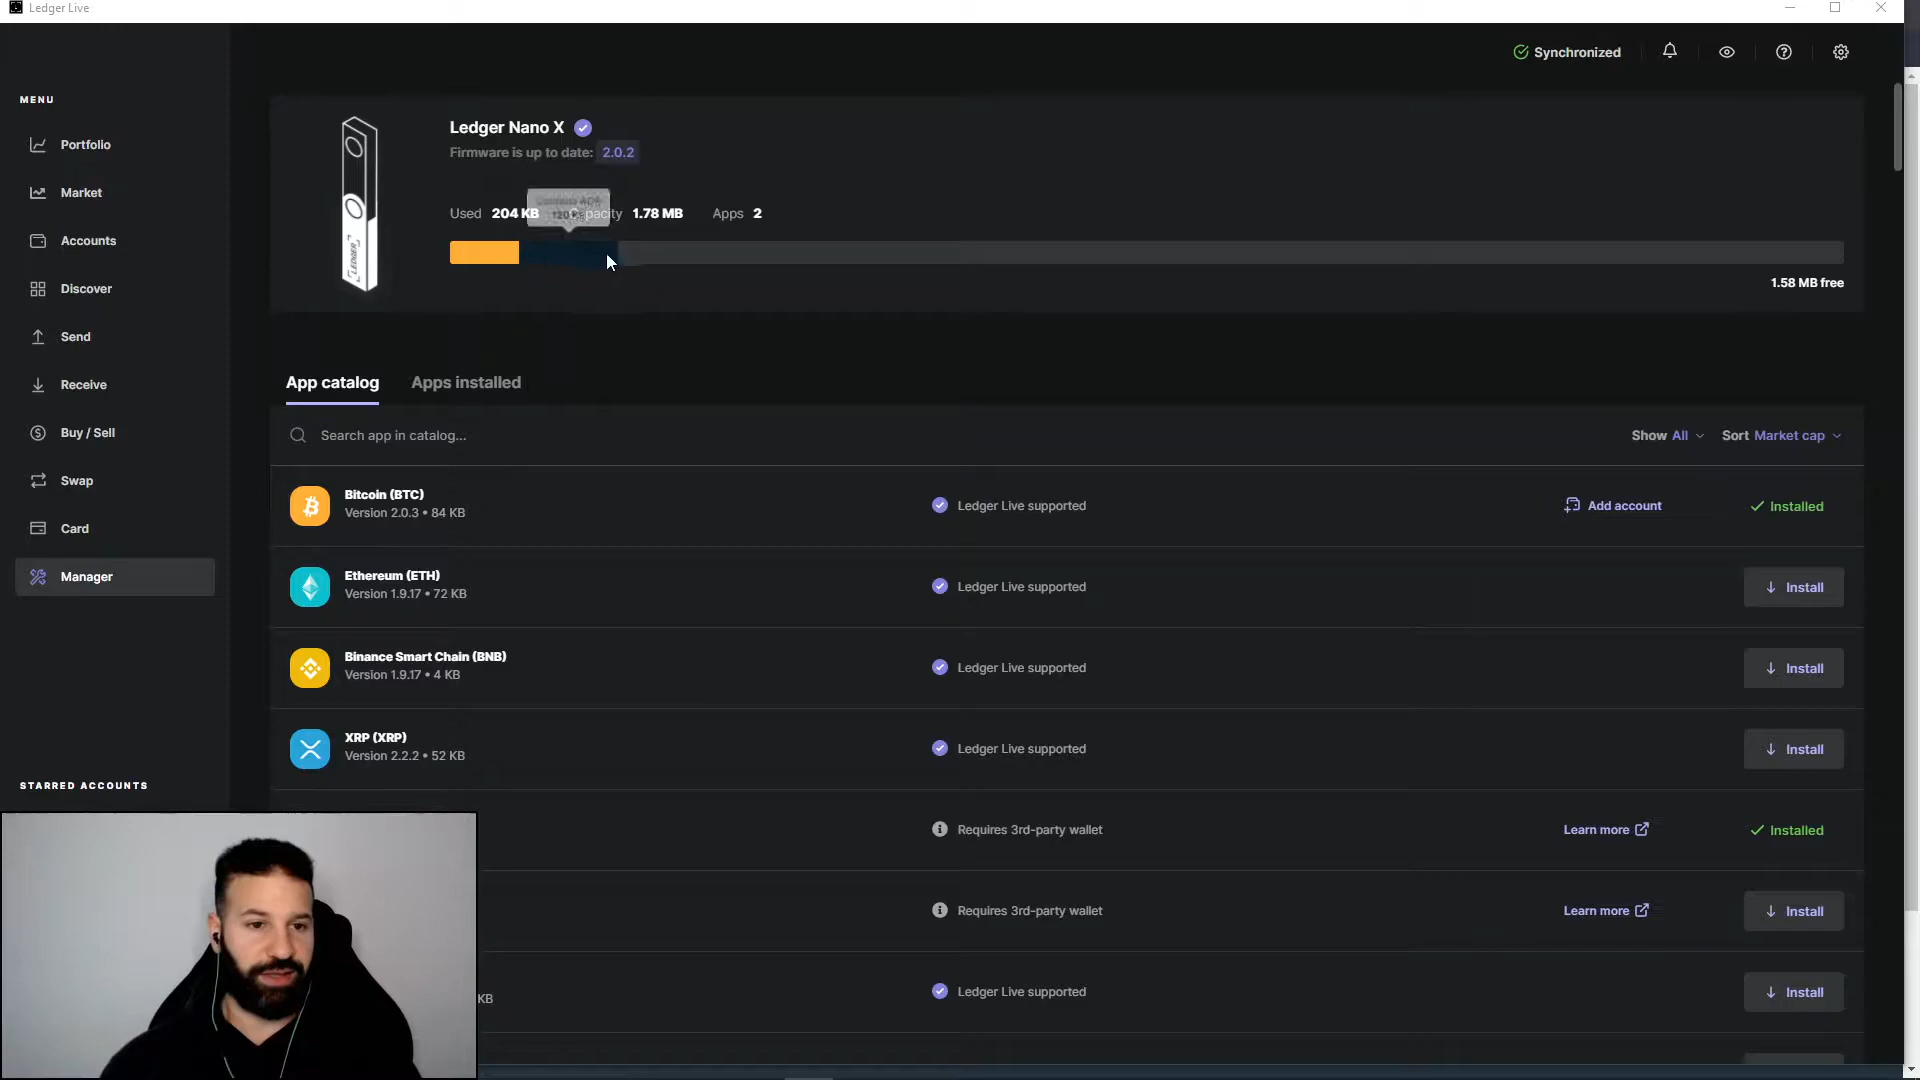 Ledger Live
Synchronized
MENU
Portfolio
Market
Accounts
Discover
Send
Receive
Buy / Sell
Swap
Card
Manager
STARRED ACCOUNTS
Ledger Nano X
Firmware is up to date: 2.0.2
Used 204 KB
pacity 1.78 MB
Apps 2
120
1.58 MB free
LEDGER
App catalog
Apps installed
Search app in catalog...
Show All
Sort Market cap
Bitcoin (BTC)
Version 2.0.3 • 84 KB
Ledger Live supported
Add account
Installed
Ethereum (ETH)
Version 1.9.17 • 72 KB
Ledger Live supported
Install
Binance Smart Chain (BNB)
Version 1.9.17 • 4 KB
Ledger Live supported
Install
XRP (XRP)
Version 2.2.2 • 52 KB
Ledger Live supported
Install
Requires 3rd-party wallet
Learn more
Installed
Requires 3rd-party wallet
Learn more
Install
KB
Ledger Live supported
Install